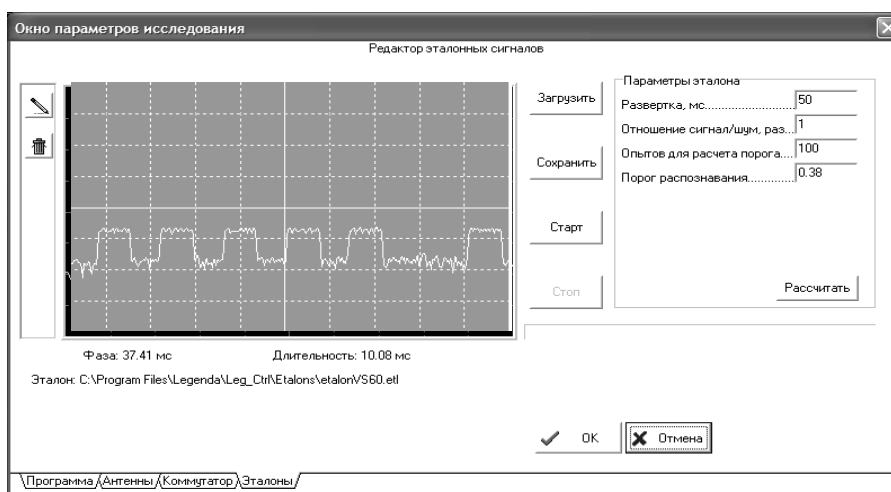 Окно параметров исследования
Редактор эталонных сигналов
Загрузить
Сохранить
Старт
Стоп
Параметры эталона
Развертка, мс.........................50
Отношение сигнал/шум, раз...1
Опытов для расчета порога....100
Порог распознавания..............0.38
Рассчитать
Фаза: 37.41 мс
Длительность: 10.08 мс
Эталон: C:\Program Files\Legenda\Leg_Ctrl\Etalons\etalonVS60.etl
OK
Отмена
Программа
Антенны
Коммутатор
Эталоны